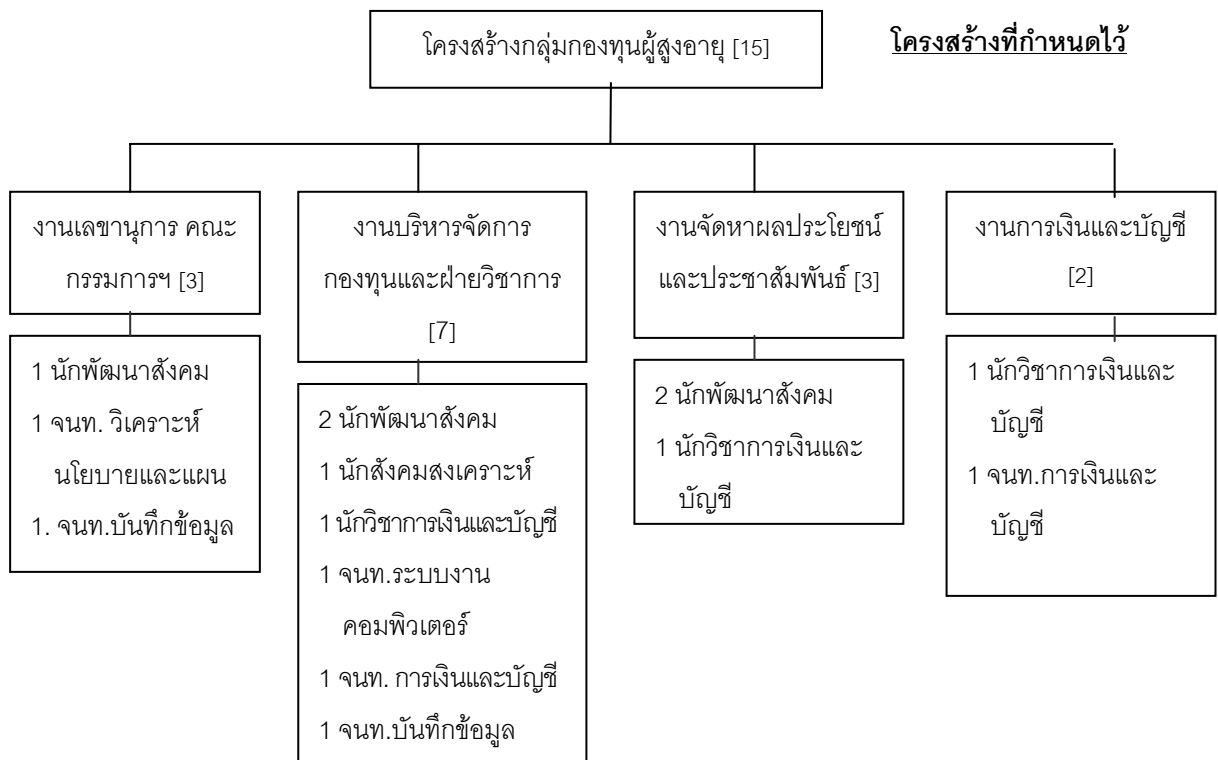 โครงสร้างกลุ่มกองทุนผู้สูงอายุ [15]
โครงสร้างที่กำหนดไว้
งานเลขานุการ คณะ
กรรมการฯ [3]
งานบริหารจัดการ
กองทุนและฝ่ายวิชาการ
[7]
งานจัดหาผลประโยชน์
และประชาสัมพันธ์ [3]
งานการเงินและบัญชี
[2]
1 นักพัฒนาสังคม
1 จนท. วิเคราะห์
นโยบายและแผน
1. จนท.บันทึกข้อมูล
2 นักพัฒนาสังคม
1 นักสังคมสงเคราะห์
1 นักวิชาการเงินและบัญชี
1 จนท.ระบบงาน
คอมพิวเตอร์
1 จนท. การเงินและบัญชี
1 จนท.บันทึกข้อมูล
2 นักพัฒนาสังคม
1 นักวิชาการเงินและ
บัญชี
1 นักวิชาการเงินและ
บัญชี
1 จนท.การเงินและ
บัญชี